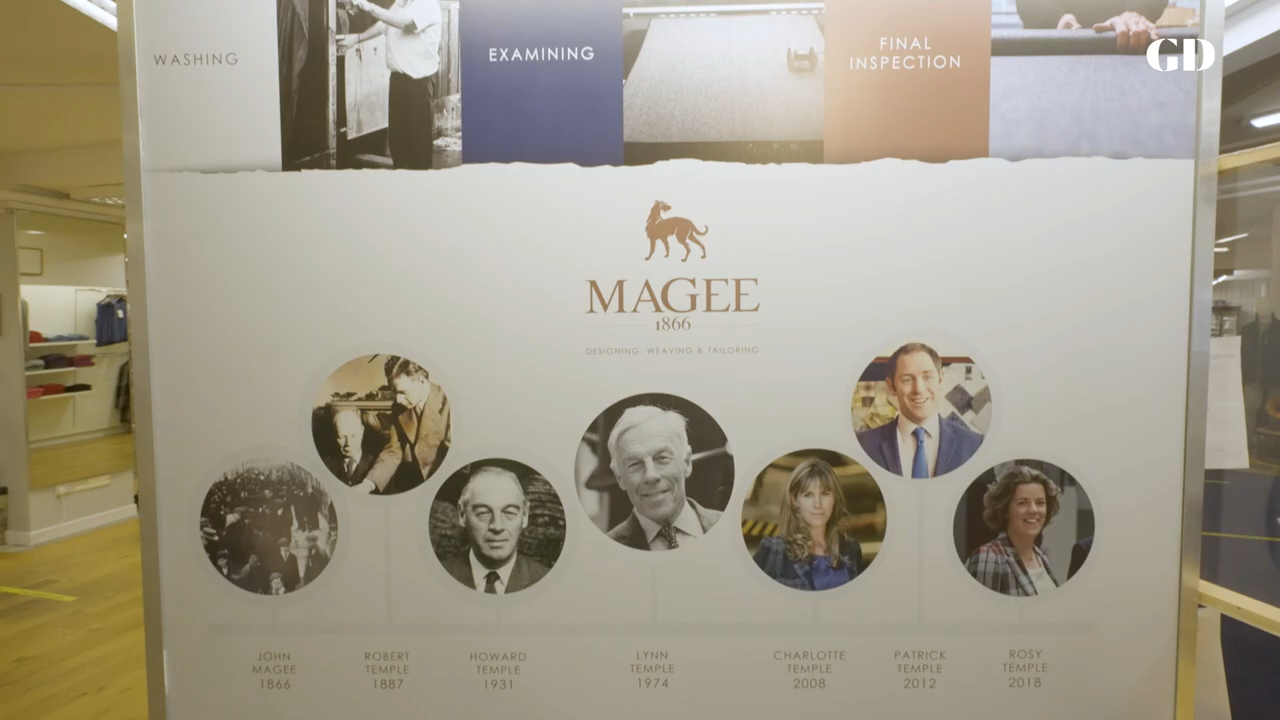 WASHING
EXAMINING
FINAL
INSPECTION
GD
MAGEE
1866
DESIGNING, WEAVING & TAILORING
JOHN
MAGEE
1866
ROBERT
TEMPLE
1887
HOWARD
TEMPLE
1931
LYNN
TEMPLE
1974
CHARLOTTE
TEMPLE
2008
PATRICK
TEMPLE
2012
ROSY
TEMPLE
2018